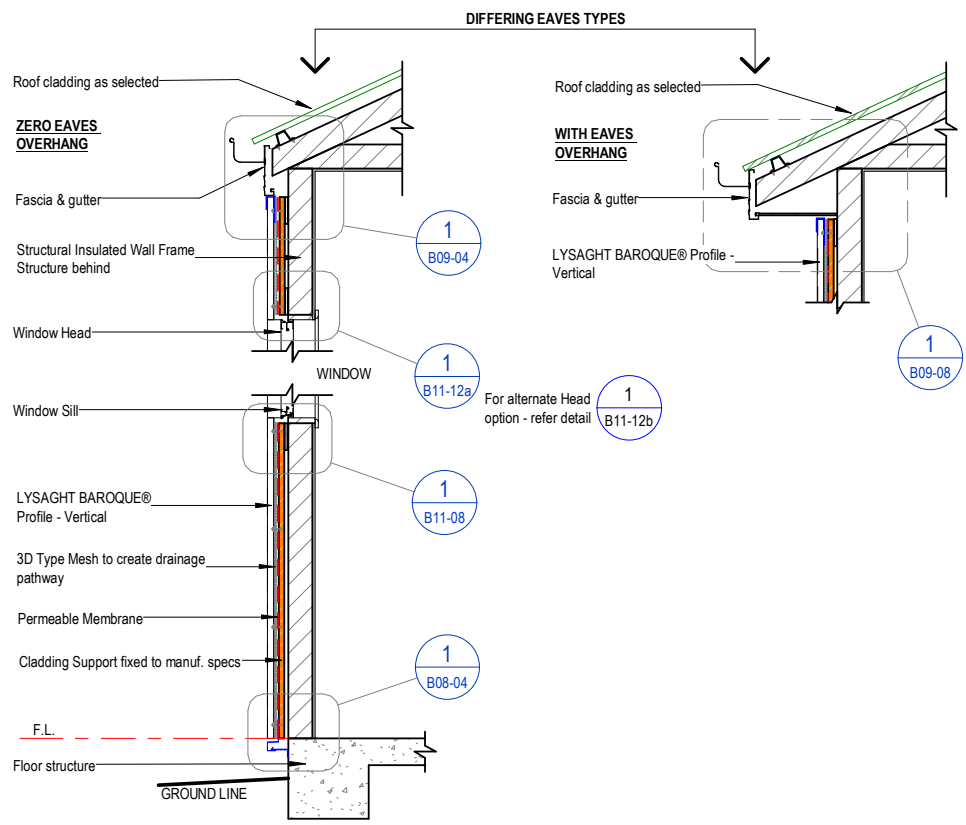 DIFFERING EAVES TYPES
Roof cladding as selected
ZERO EAVES
OVERHANG
Fascia & gutter
Structural Insulated Wall Frame
Structure behind
1
B09-04
Window Head
WINDOW
1
B11-12a
Window Sill
For alternate Head
option - refer detail
1
B11-12b
LYSAGHT BAROQUE®
Profile - Vertical
1
B11-08
3D Type Mesh to create drainage
pathway
Permeable Membrane
Cladding Support fixed to manuf. specs
1
B08-04
F.L.
Floor structure
GROUND LINE
Roof cladding as selected
WITH EAVES
OVERHANG
Fascia & gutter
LYSAGHT BAROQUE® Profile -
Vertical
1
B09-08